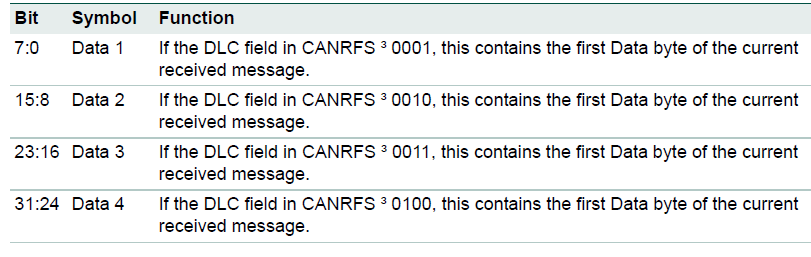 Bit Symbol Function
7:0 Data 1 If the DLC field in CANRFS ³ 0001, this contains the first Data byte of the current
received message.
15:8 Data 2 If the DLC field in CANRFS ³ 0010, this contains the first Data byte of the current
received message.
23:16 Data 3 If the DLC field in CANRFS ³ 0011, this contains the first Data byte of the current
received message.
31:24 Data 4 If the DLC field in CANRFS ³ 0100, this contains the first Data byte of the current
received message.